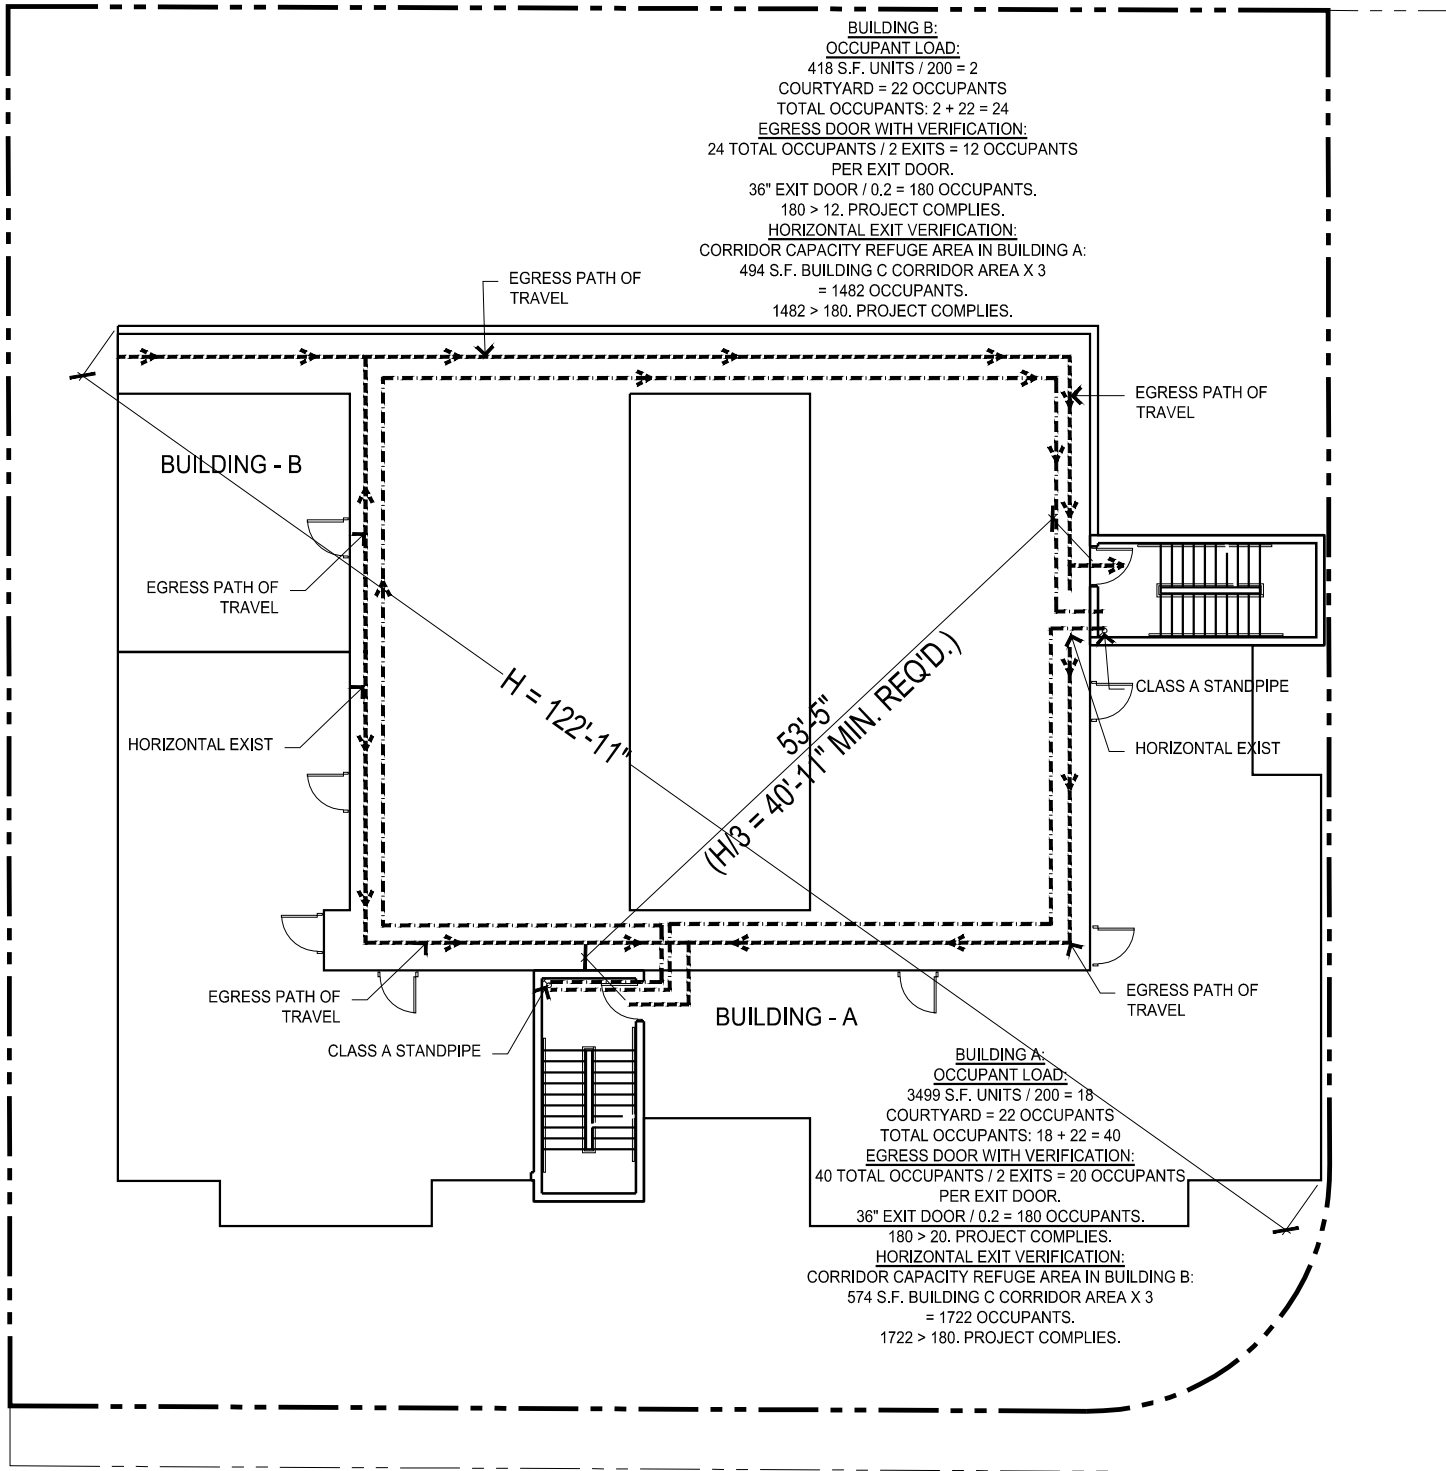 BUILDING B:
OCCUPANT LOAD:
418 S.F. UNITS / 200 = 2
COURTYARD = 22 OCCUPANTS
TOTAL OCCUPANTS: 2 + 22 = 24
EGRESS DOOR WITH VERIFICATION:
24 TOTAL OCCUPANTS / 2 EXITS = 12 OCCUPANTS
PER EXIT DOOR.
36" EXIT DOOR / 0.2 = 180 OCCUPANTS.
180 > 12. PROJECT COMPLIES.
HORIZONTAL EXIT VERIFICATION:
CORRIDOR CAPACITY REFUGE AREA IN BUILDING A:
494 S.F. BUILDING C CORRIDOR AREA X 3
= 1482 OCCUPANTS.
1482 > 180. PROJECT COMPLIES.
EGRESS PATH OF
TRAVEL
EGRESS PATH OF
TRAVEL
BUILDING - B
EGRESS PATH OF
TRAVEL
H = 122'-11"
53'-5"
(H/3 = 40'-11" MIN. REQ'D.)
CLASS A STANDPIPE
HORIZONTAL EXIST
HORIZONTAL EXIST
EGRESS PATH OF
TRAVEL
EGRESS PATH OF
TRAVEL
BUILDING - A
CLASS A STANDPIPE
BUILDING A:
OCCUPANT LOAD:
3499 S.F. UNITS / 200 = 18
COURTYARD = 22 OCCUPANTS
TOTAL OCCUPANTS: 18 + 22 = 40
EGRESS DOOR WITH VERIFICATION:
40 TOTAL OCCUPANTS / 2 EXITS = 20 OCCUPANTS
PER EXIT DOOR.
36" EXIT DOOR / 0.2 = 180 OCCUPANTS.
180 > 20. PROJECT COMPLIES.
HORIZONTAL EXIT VERIFICATION:
CORRIDOR CAPACITY REFUGE AREA IN BUILDING B:
574 S.F. BUILDING C CORRIDOR AREA X 3
= 1722 OCCUPANTS.
1722 > 180. PROJECT COMPLIES.